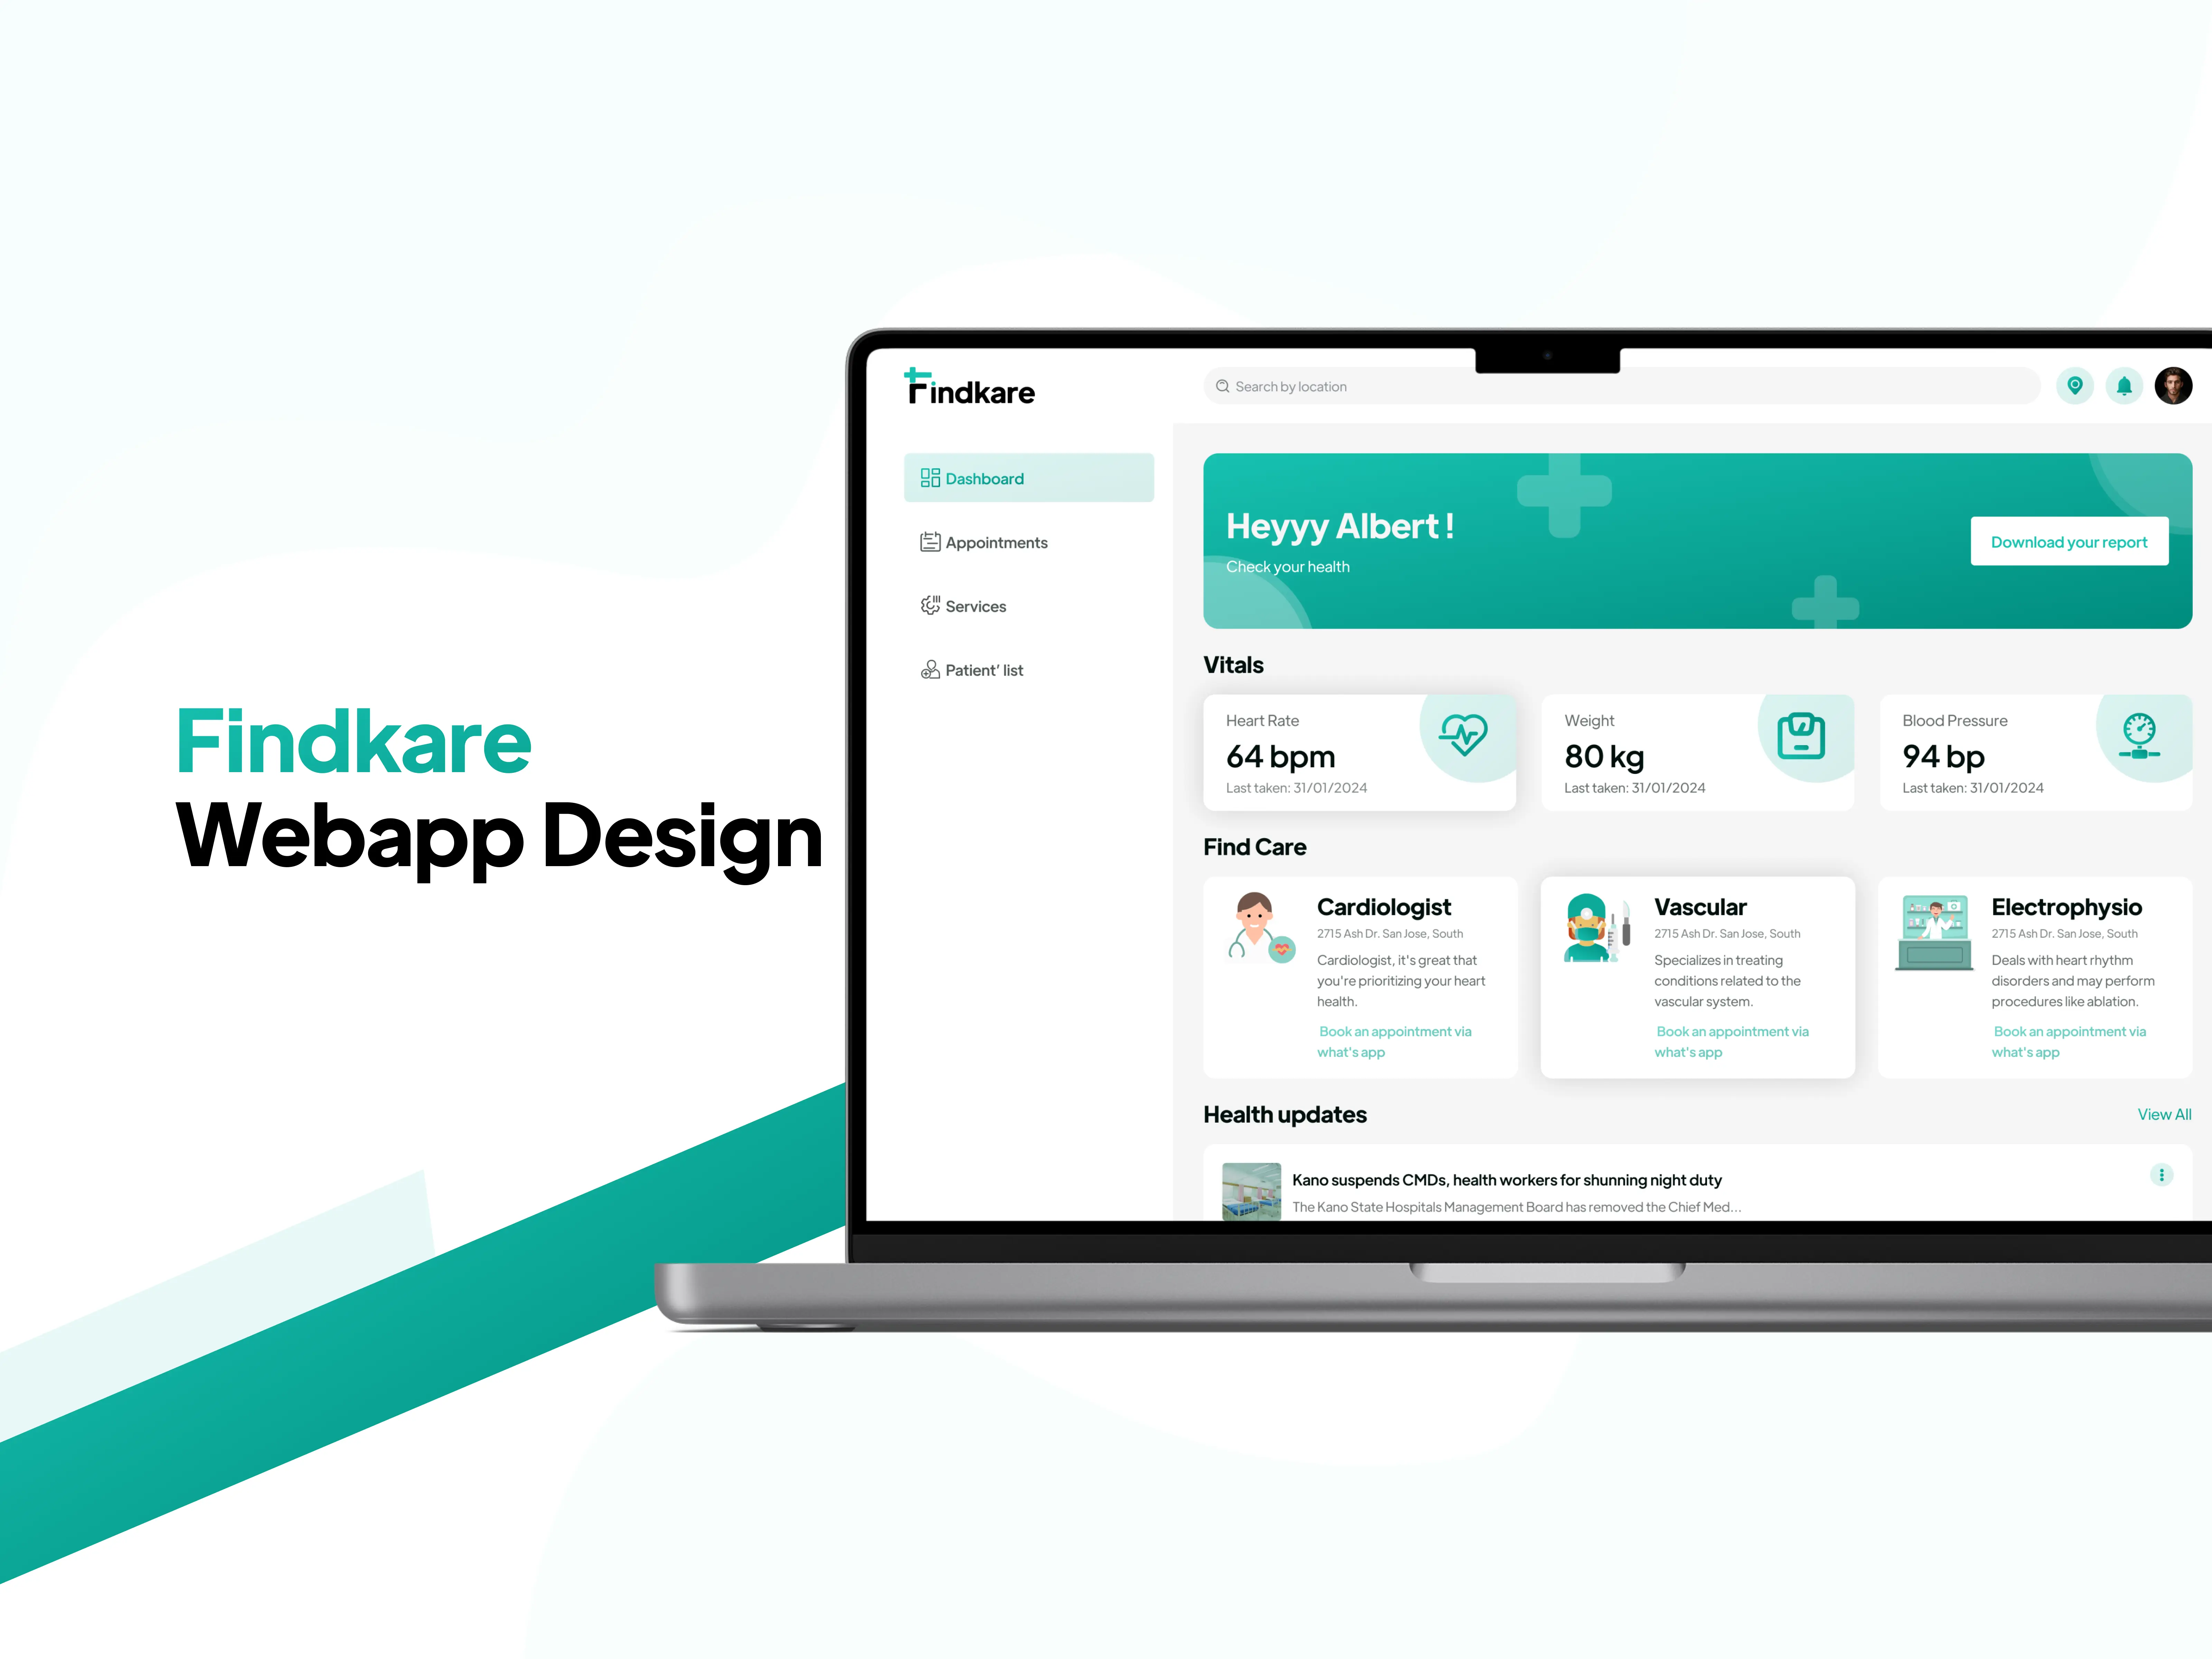 Findkare
Webapp Design
Findkare
Search by location
Dashboard
Appointments
Services
Patient' list
Heyyy Albert !
Check your health
Download your report
Vitals
Heart Rate
64 bpm
Last taken: 31/01/2024
Weight
80 kg
Last taken: 31/01/2024
Blood Pressure
94 bp
Last taken: 31/01/2024
Find Care
Cardiologist
2715 Ash Dr. San Jose, South
Cardiologist, it's great that
you're prioritizing your heart
health.
Book an appointment via
what's app
Vascular
2715 Ash Dr. San Jose, South
Specializes in treating
conditions related to the
vascular system.
Book an appointment via
what's app
Electrophysio
2715 Ash Dr. San Jose, South
Deals with heart rhythm
disorders and may perform
procedures like ablation.
Book an appointment via
what's app
Health updates
View All
Kano suspends CMDs, health workers for shunning night duty
The Kano State Hospitals Management Board has removed the Chief Med...